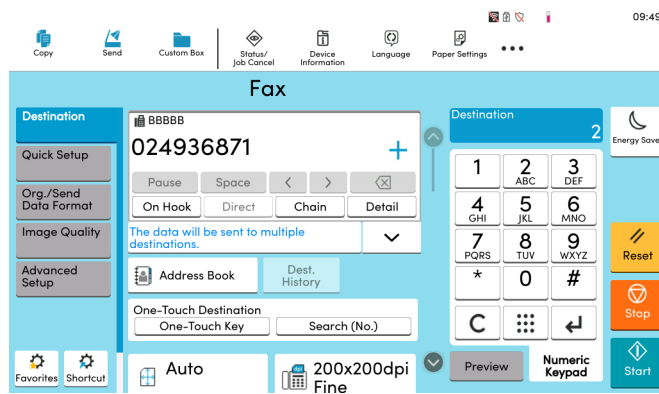 09:49
Copy
Send
Custom Box
Status/
Job Cancel
Device
Information
Language
Paper Settings
Fax
Destination
Quick Setup
Org./Send
Data Format
Image Quality
Advanced
Setup
Favorites
Shortcut
BBBBB
024936871
Pause
Space
On Hook
Direct
Chain
Detail
The data will be sent to multiple
destinations.
Address Book
Dest.
History
One-Touch Destination
One-Touch Key
Search (No.)
Auto
200x200dpi
Fine
Destination
2
1
2
ABC
3
DEF
4
GHI
5
JKL
6
MNO
7
PQRS
8
TUV
9
WXYZ
*
0
#
C
Preview
Numeric
Keypad
Energy Save
Reset
Stop
Start